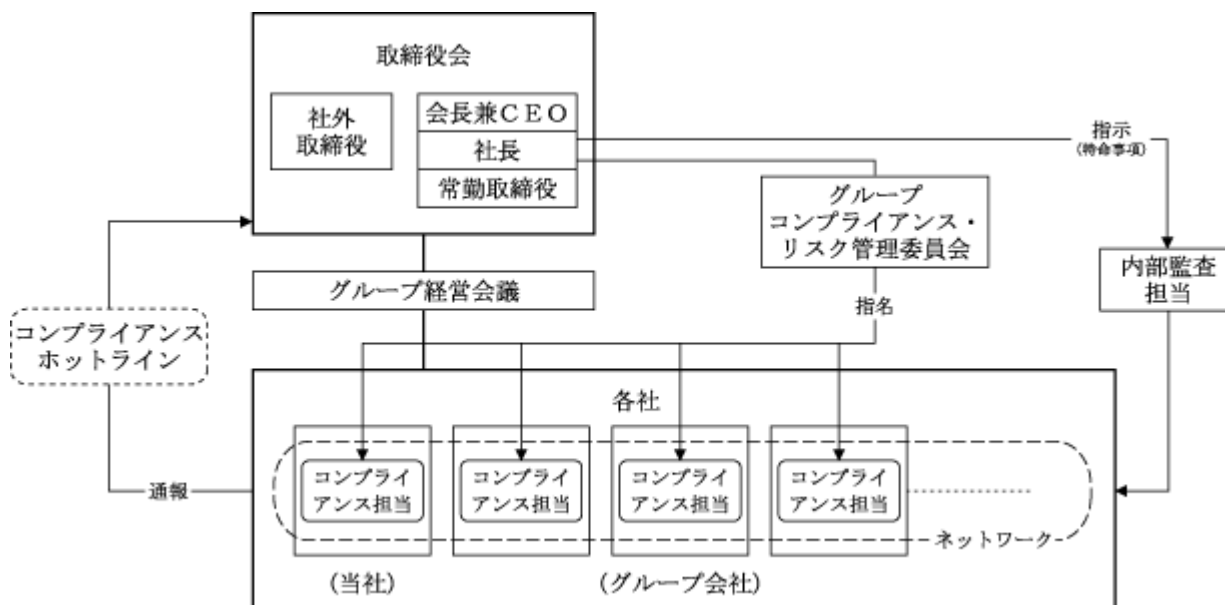 取締役会
社外
取締役
会長兼CEO
社長
常勤取締役
指示
(特命事項)
グループ
コンプライアンス・
リスク管理委員会
内部監査
担当
グループ経営会議
指名
コンプライアンス
ホットライン
各社
コンプライ
アンス担当
コンプライ
アンス担当
コンプライ
アンス担当
コンプライ
アンス担当
通報
ネットワーク
(当社)
(グループ会社)